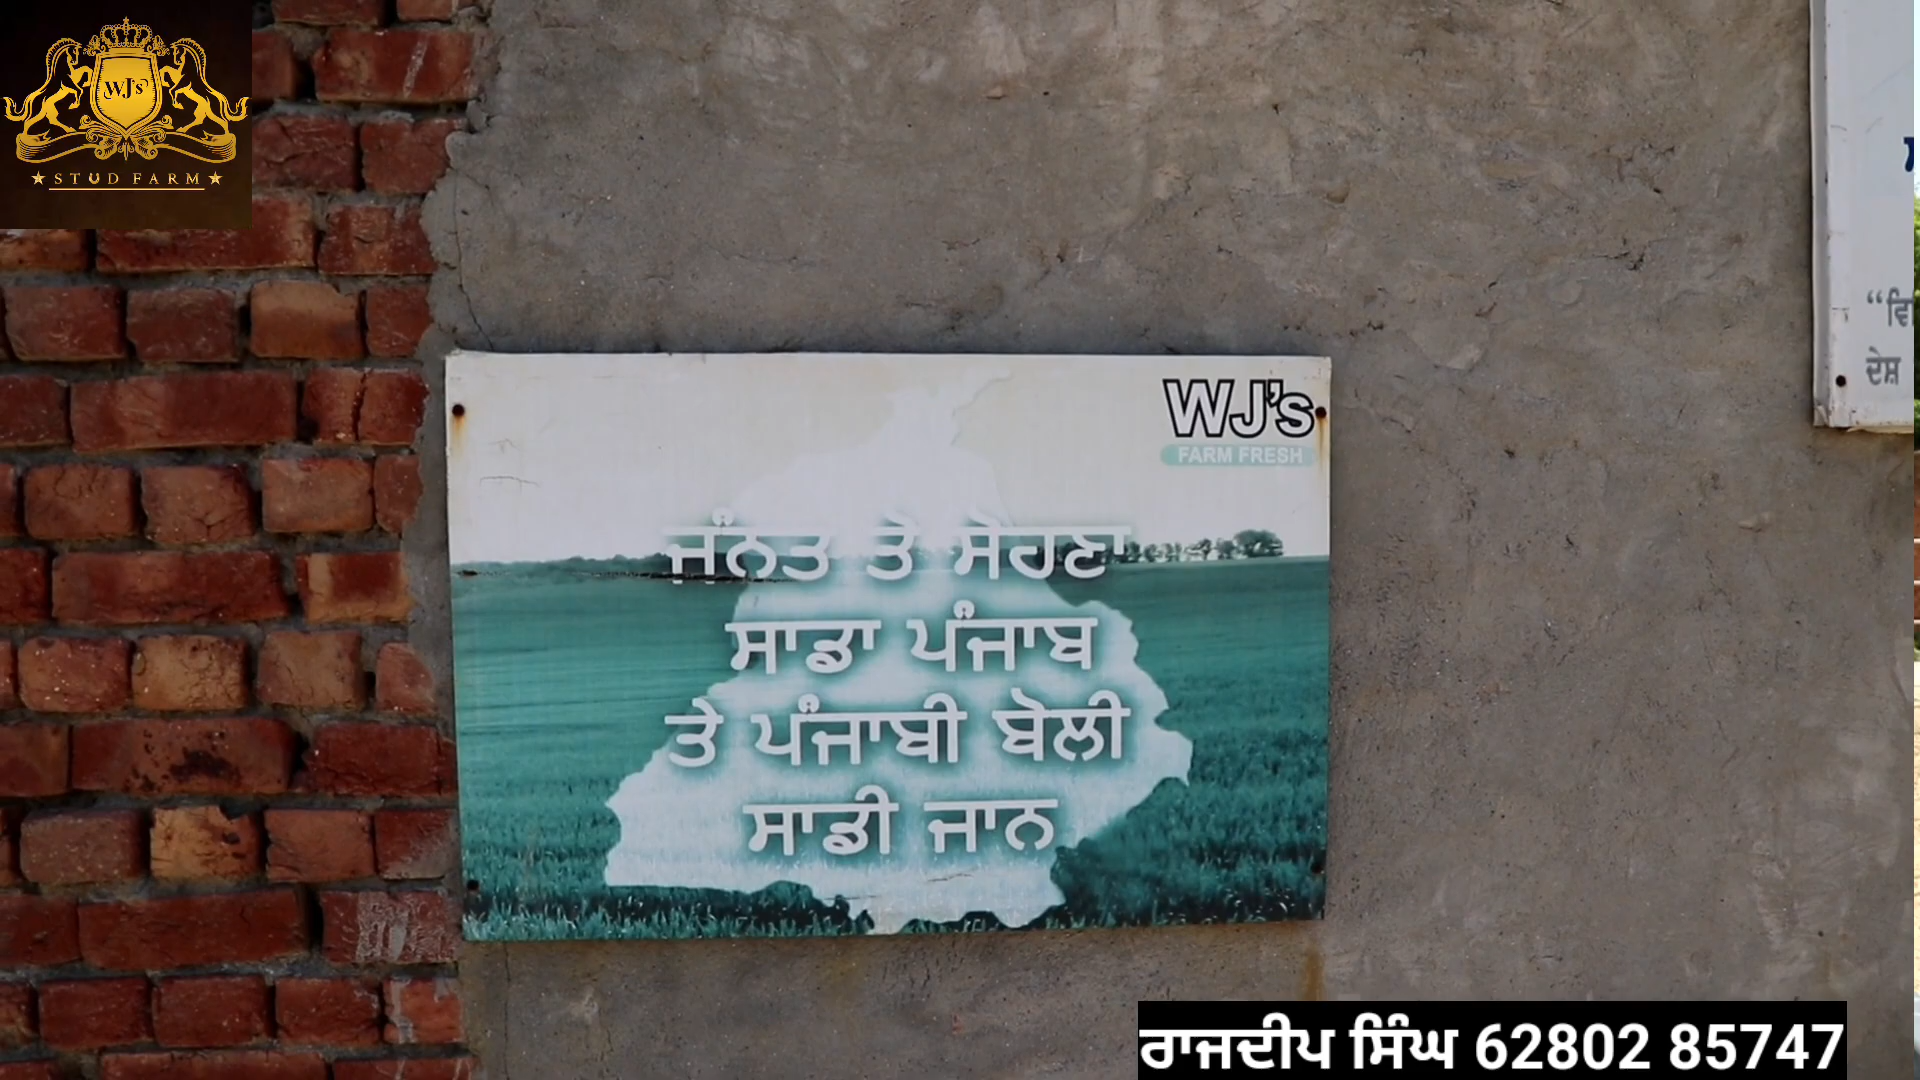 WJ's
STUD FARM
WJ's
FARM FRESH
ਜੰਨਤ ਤੋਂ ਸੋਹਣਾ
ਸਾਡਾ ਪੰਜਾਬ
ਤੇ ਪੰਜਾਬੀ ਬੋਲੀ
ਸਾਡੀ ਜਾਨ
ਦੇਸ਼
ਰਾਜਦੀਪ ਸਿੰਘ 62802 85747